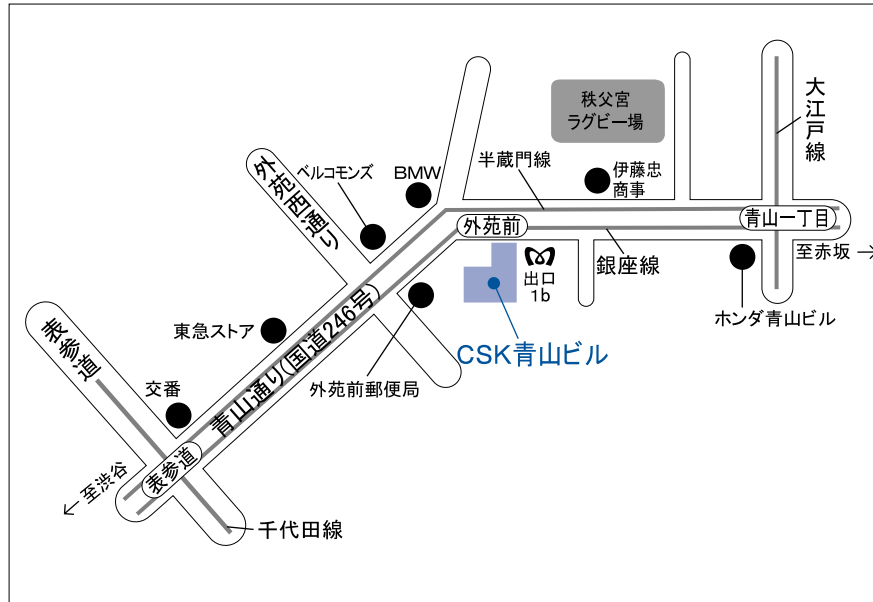 秩父宮
ラグビー場
大江戸線
半蔵門線
伊藤忠
商事
BMW
ベルコモンズ
外苑西通り
外苑前
青山一丁目
至赤坂→
銀座線
出口
1b
ホンダ青山ビル
CSK青山ビル
東急ストア
青山通り(国道246号)
外苑前郵便局
表参道
交番
表参道
←至渋谷
千代田線